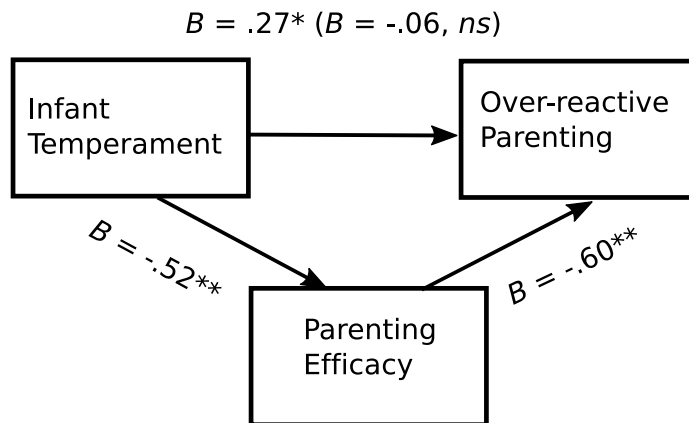 B = .27* (B = -.06, ns)
Infant
Temperament
Over-reactive
Parenting
B = -.52**
B = -.60**
Parenting
Efficacy